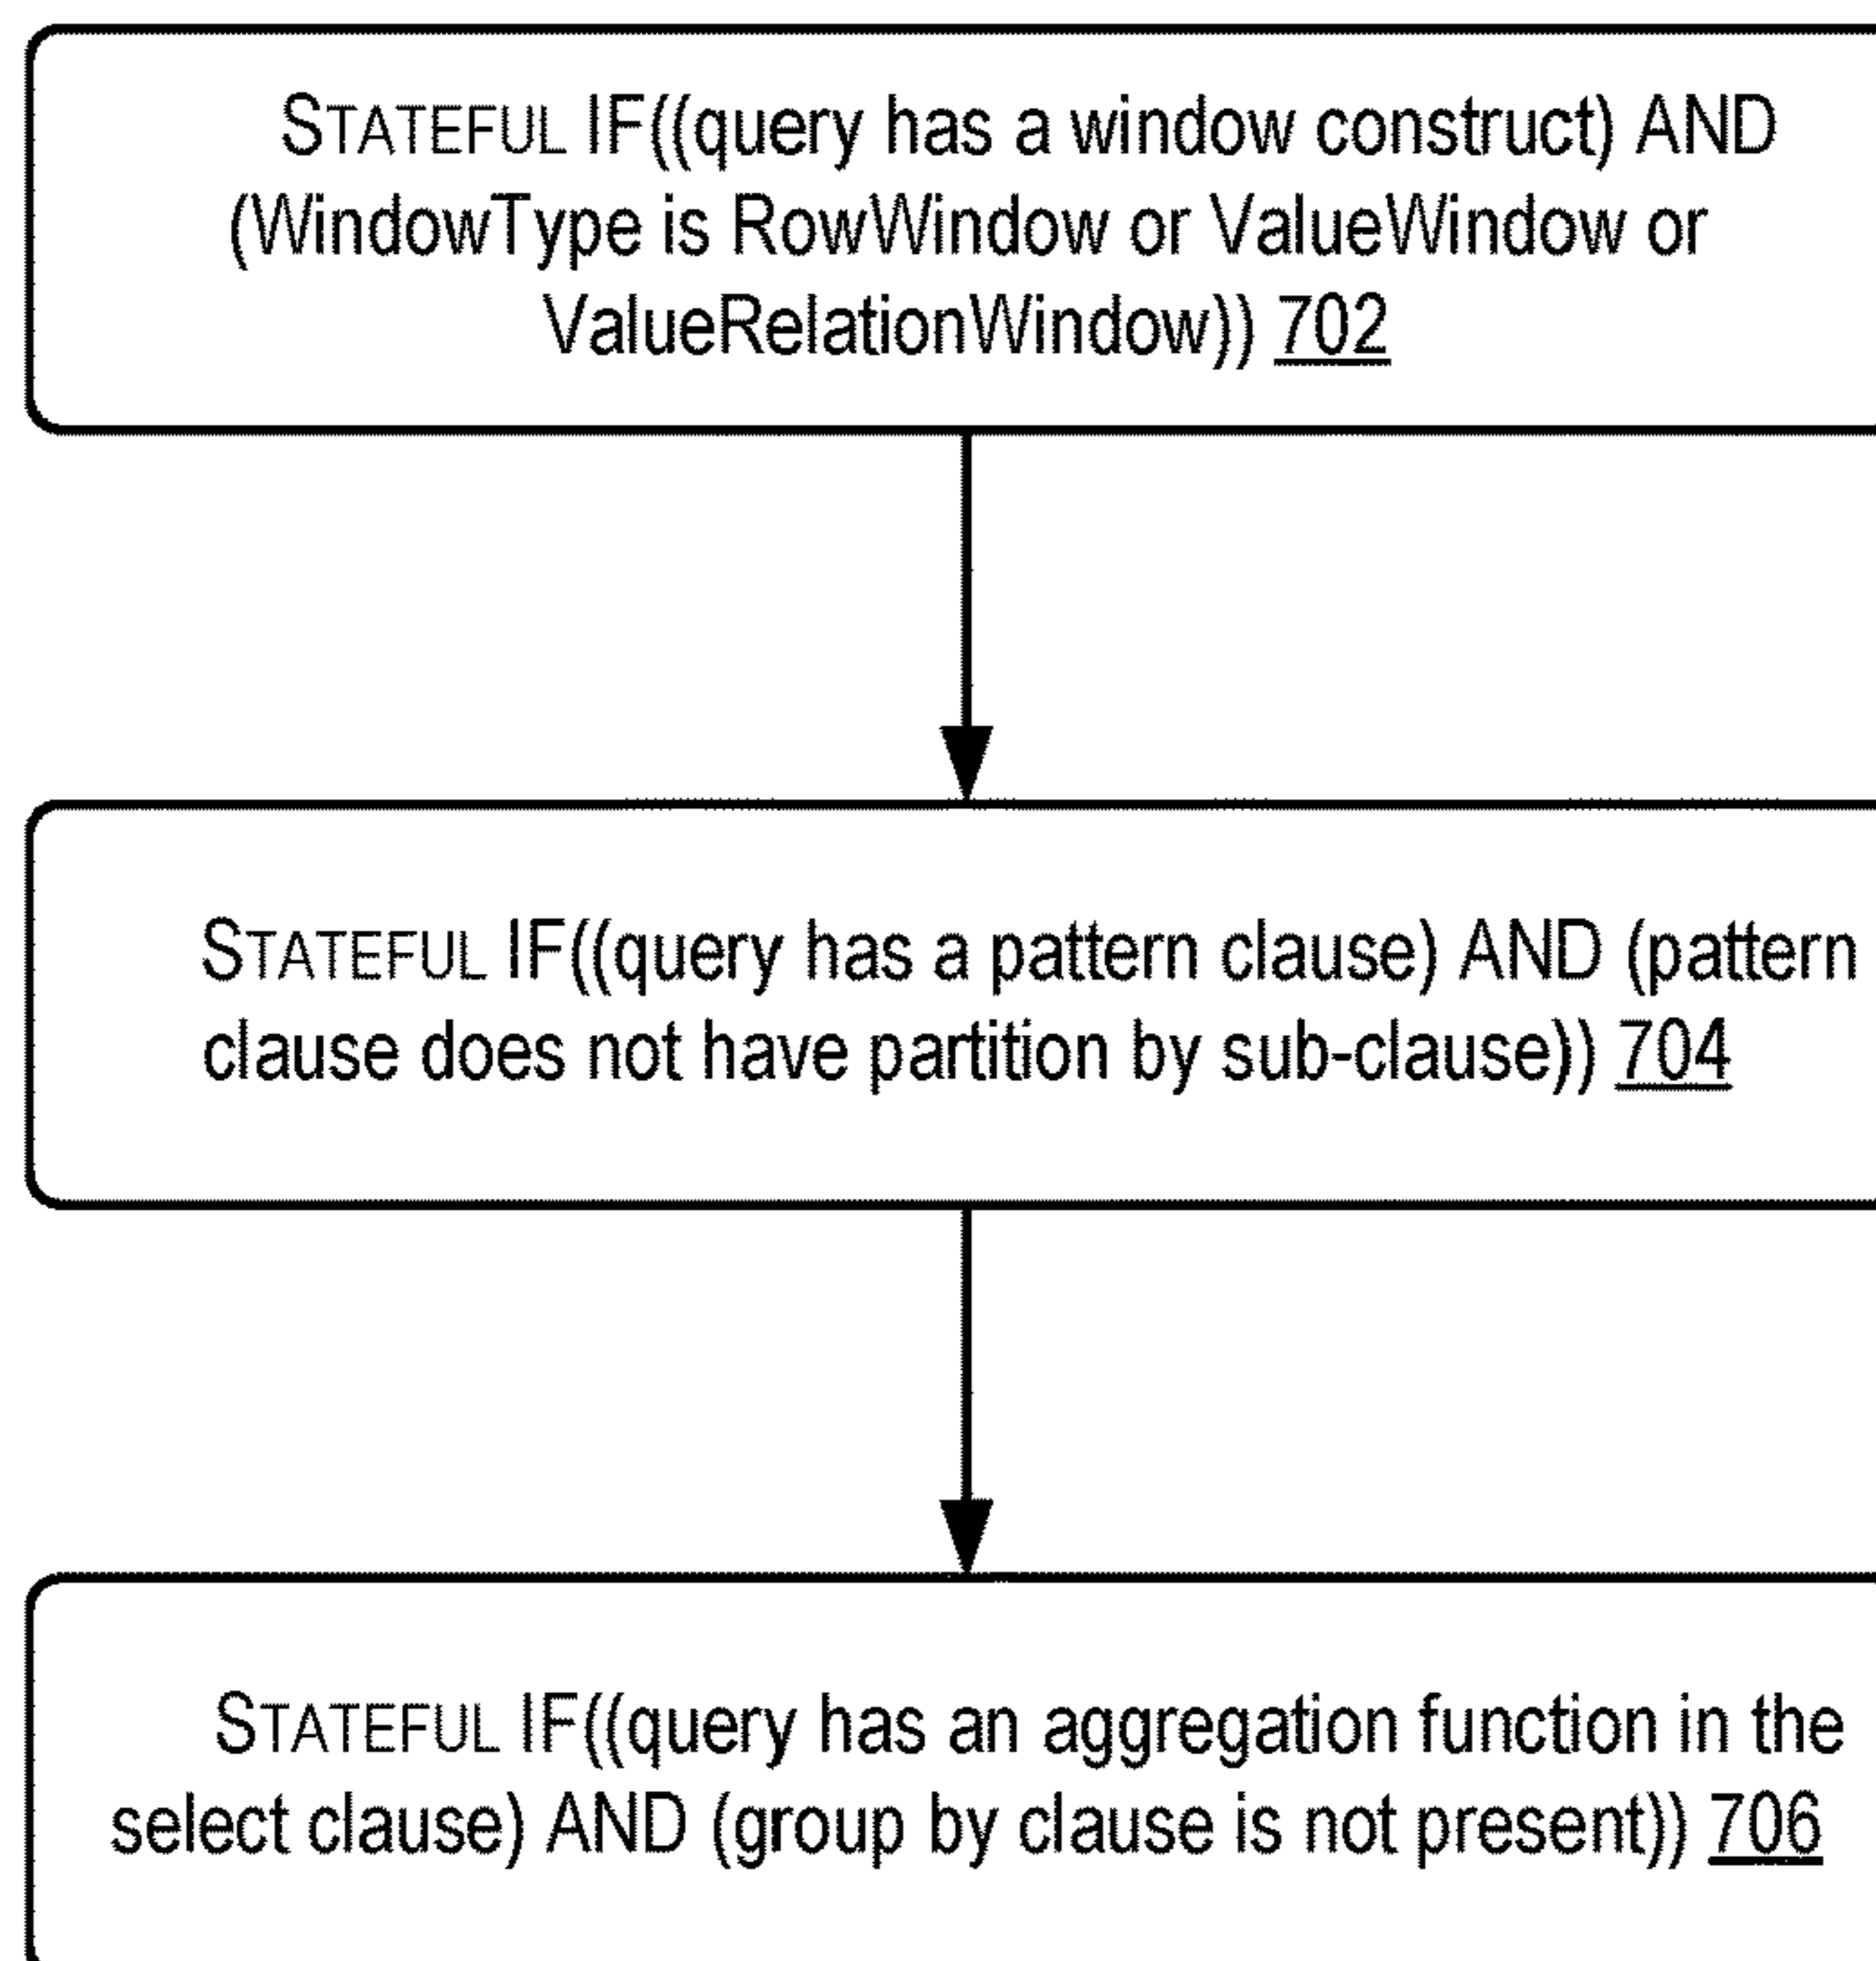 STATEFUL IF((query has a window construct) AND
(WindowType is RowWindow or ValueWindow or
ValueRelationWindow)) 702
STATEFUL IF((query has a pattern clause) AND (pattern
clause does not have partition by sub-clause)) 704
STATEFUL IF((query has an aggregation function in the
select clause) AND (group by clause is not present)) 706